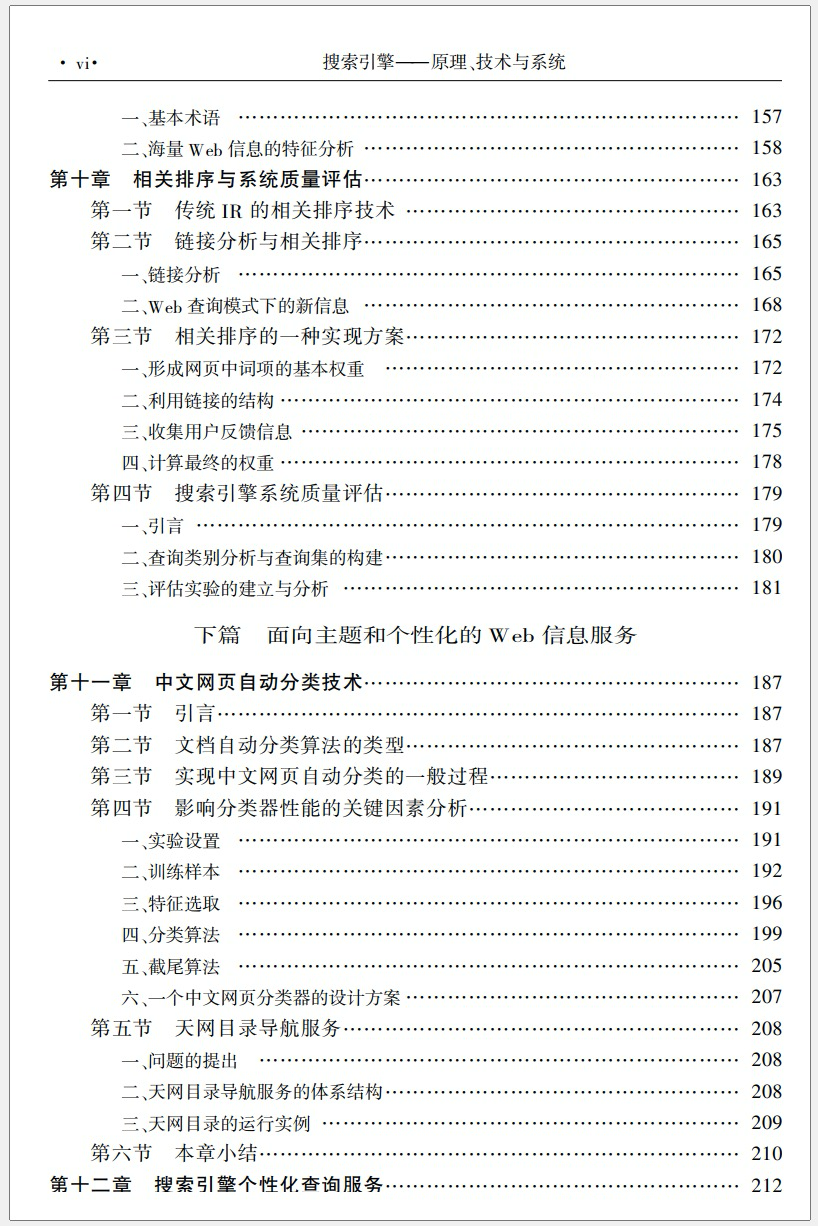 · vi· 搜索引擎——原理、技术与系统
一、基本术语 …………………………………………………………… 157
二、海量 Web 信息的特征分析 …………………………………………… 158
第十章 相关排序与系统质量评估…………………………………………… 163
第一节 传统 IR 的相关排序技术 ………………………………………… 163
第二节 链接分析与相关排序……………………………………………… 165
一、链接分析 …………………………………………………………… 165
二、Web 查询模式下的新信息 …………………………………………… 168
第三节 相关排序的一种实现方案………………………………………… 172
一、形成网页中词项的基本权重 ………………………………………… 172
二、利用链接的结构 ……………………………………………………… 174
三、收集用户反馈信息 …………………………………………………… 175
四、计算最终的权重 ……………………………………………………… 178
第四节 搜索引擎系统质量评估…………………………………………… 179
一、引言 ………………………………………………………………… 179
二、查询类别分析与查询集的构建………………………………………… 180
三、评估实验的建立与分析 ……………………………………………… 181
下篇 面向主题和个性化的 Web 信息服务
第十一章 中文网页自动分类技术…………………………………………… 187
第一节 引言………………………………………………………………… 187
第二节 文档自动分类算法的类型………………………………………… 187
第三节 实现中文网页自动分类的一般过程……………………………… 189
第四节 影响分类器性能的关键因素分析………………………………… 191
一、实验设置 …………………………………………………………… 191
二、训练样本 …………………………………………………………… 192
三、特征选取 …………………………………………………………… 196
四、分类算法 …………………………………………………………… 199
五、截尾算法 …………………………………………………………… 205
六、一个中文网页分类器的设计方案 …………………………………… 207
第五节 天网目录导航服务………………………………………………… 208
一、问题的提出 ………………………………………………………… 208
二、天网目录导航服务的体系结构………………………………………… 208
三、天网目录的运行实例 ………………………………………………… 209
第六节 本章小结…………………………………………………………… 210
第十二章 搜索引擎个性化查询服务………………………………………… 212